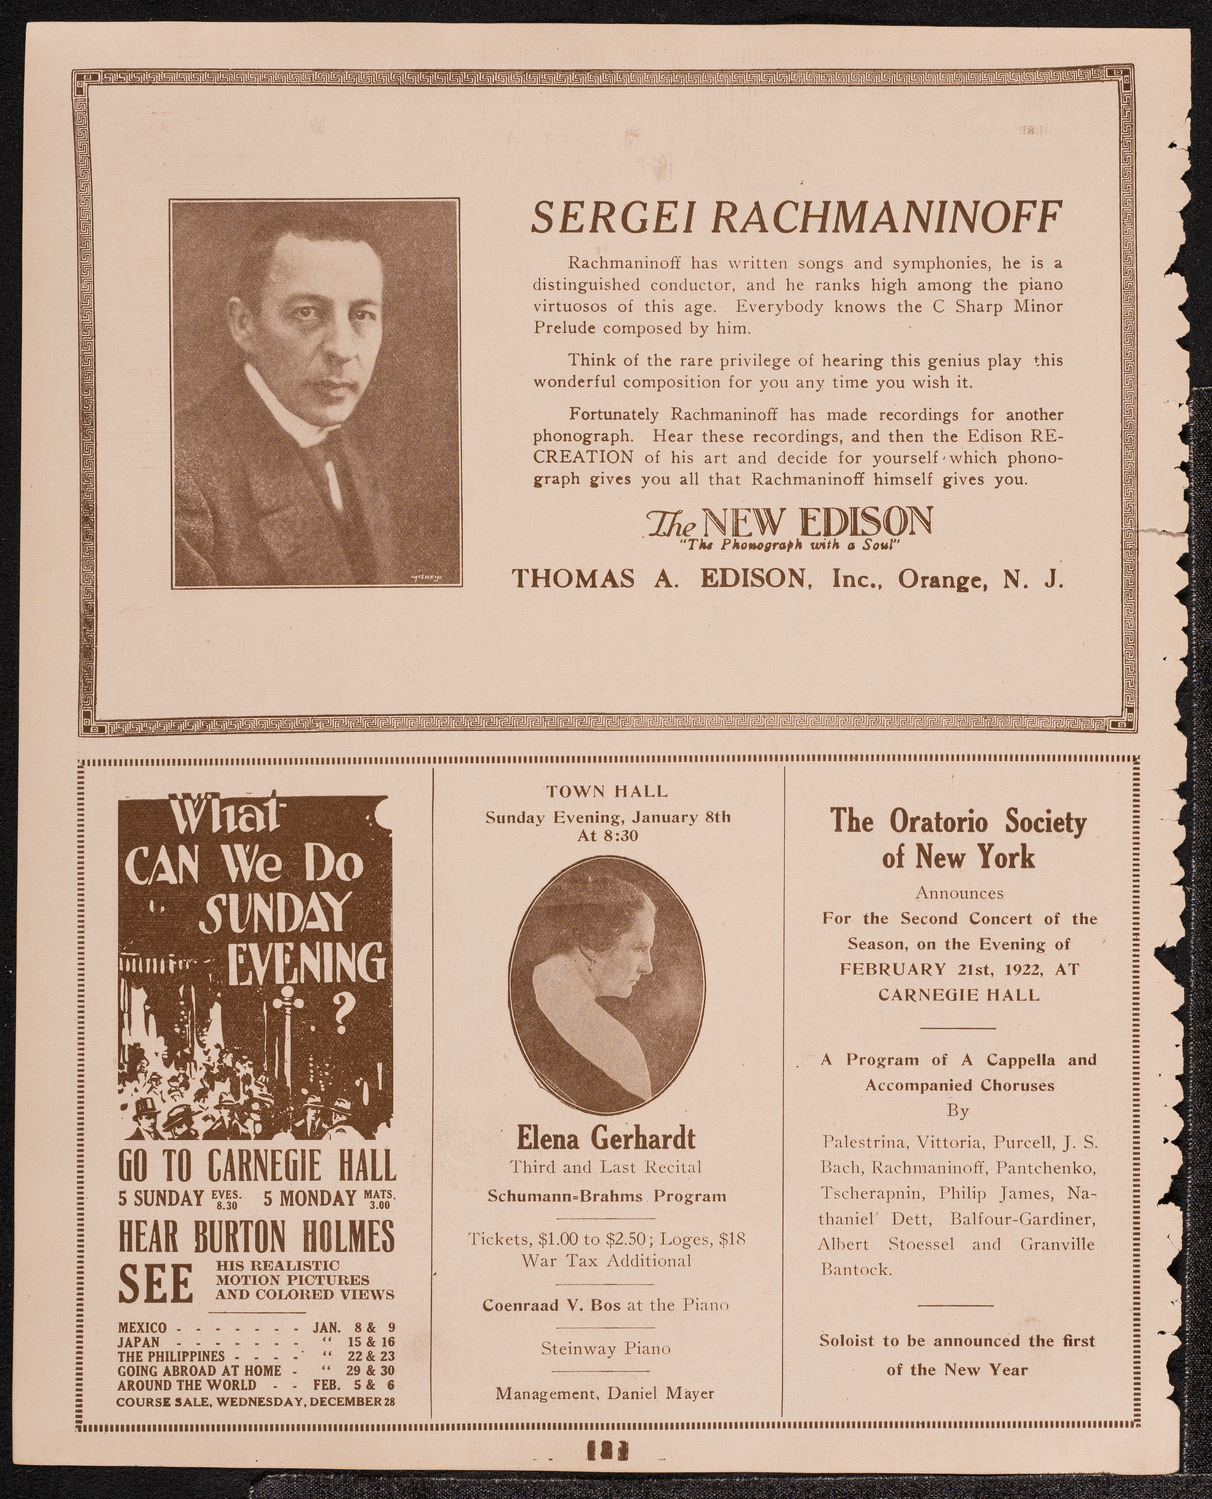 SERGEI RACHMANINOFF
Rachmaninoff has written songs and symphonies, he is a
distinguished conductor, and he ranks high among the piano
virtuosos of this age. Everybody knows the C Sharp Minor
Prelude composed by him.
Think of the rare privilege of hearing this genius play this
wonderful composition for you any time you wish it.
Fortunately Rachmaninoff has made recordings for another
phonograph. Hear these recordings, and then the Edison RE-
CREATION of his art and decide for yourself which phono-
graph gives you all that Rachmaninoff himself gives you.
The NEW EDISON
"The Phonograph with a Soul"
THOMAS A. EDISON, Inc., Orange, N. J.
MISHKIN
What
CAN We Do
SUNDAY
EVENING
?
GO TO CARNEGIE HALL
5 SUNDAY EVES. 8.30 5 MONDAY MATS. 3.00
HEAR BURTON HOLMES
SEE HIS REALISTIC
MOTION PICTURES
AND COLORED VIEWS
MEXICO - - - - - - - JAN. 8 & 9
JAPAN - - - - - - - " 15 & 16
THE PHILIPPINES - - - - " 22 & 23
GOING ABROAD AT HOME - " 29 & 30
AROUND THE WORLD - - FEB. 5 & 6
COURSE SALE, WEDNESDAY, DECEMBER 28
TOWN HALL
Sunday Evening, January 8th
At 8:30
Elena Gerhardt
Third and Last Recital
Schumann-Brahms Program
Tickets, $1.00 to $2.50; Loges, $18
War Tax Additional
Coenraad V. Bos at the Piano
Steinway Piano
Management, Daniel Mayer
The Oratorio Society
of New York
Announces
For the Second Concert of the
Season, on the Evening of
FEBRUARY 21st, 1922, AT
CARNEGIE HALL
A Program of A Cappella and
Accompanied Choruses
By
Palestrina, Vittoria, Purcell, J. S.
Bach, Rachmaninoff, Pantchenko,
Tscherapnin, Philip James, Na-
thaniel Dett, Balfour-Gardiner,
Albert Stoessel and Granville
Bantock.
Soloist to be announced the first
of the New Year
[2]